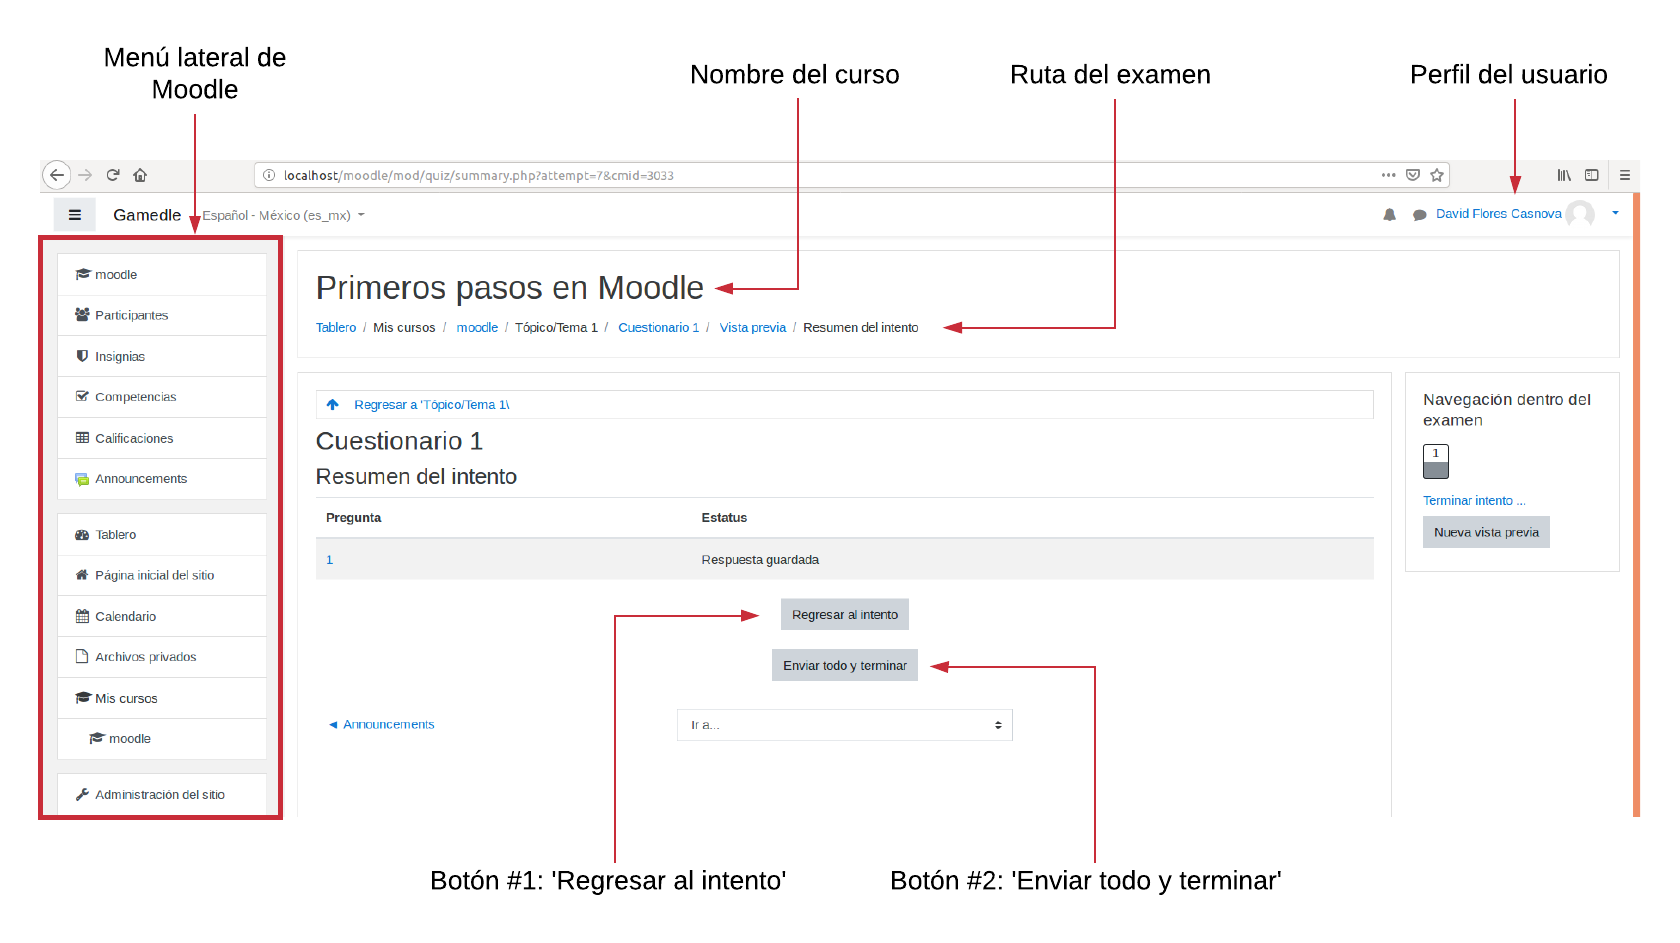 Menú lateral de
Moodle
Nombre del curso
Ruta del examen
Perfil del usuario
localhost/moodle/mod/quiz/summary.php?attempt=7&cmid=3033
Gamedle Español - México (es_mx)
David Flores Casnova
moodle
Participantes
Insignias
Competencias
Calificaciones
Announcements
Tablero
Página inicial del sitio
Calendario
Archivos privados
Mis cursos
moodle
Administración del sitio
Primeros pasos en Moodle
Tablero / Mis cursos / moodle / Tópico/Tema 1 / Cuestionario 1 / Vista previa / Resumen del intento
Regresar a 'Tópico/Tema 1\
Cuestionario 1
Resumen del intento
Pregunta Estatus
1 Respuesta guardada
Regresar al intento
Enviar todo y terminar
◄ Announcements
Ir a...
Navegación dentro del
examen
1
Terminar intento ...
Nueva vista previa
Botón #1: 'Regresar al intento'
Botón #2: 'Enviar todo y terminar'